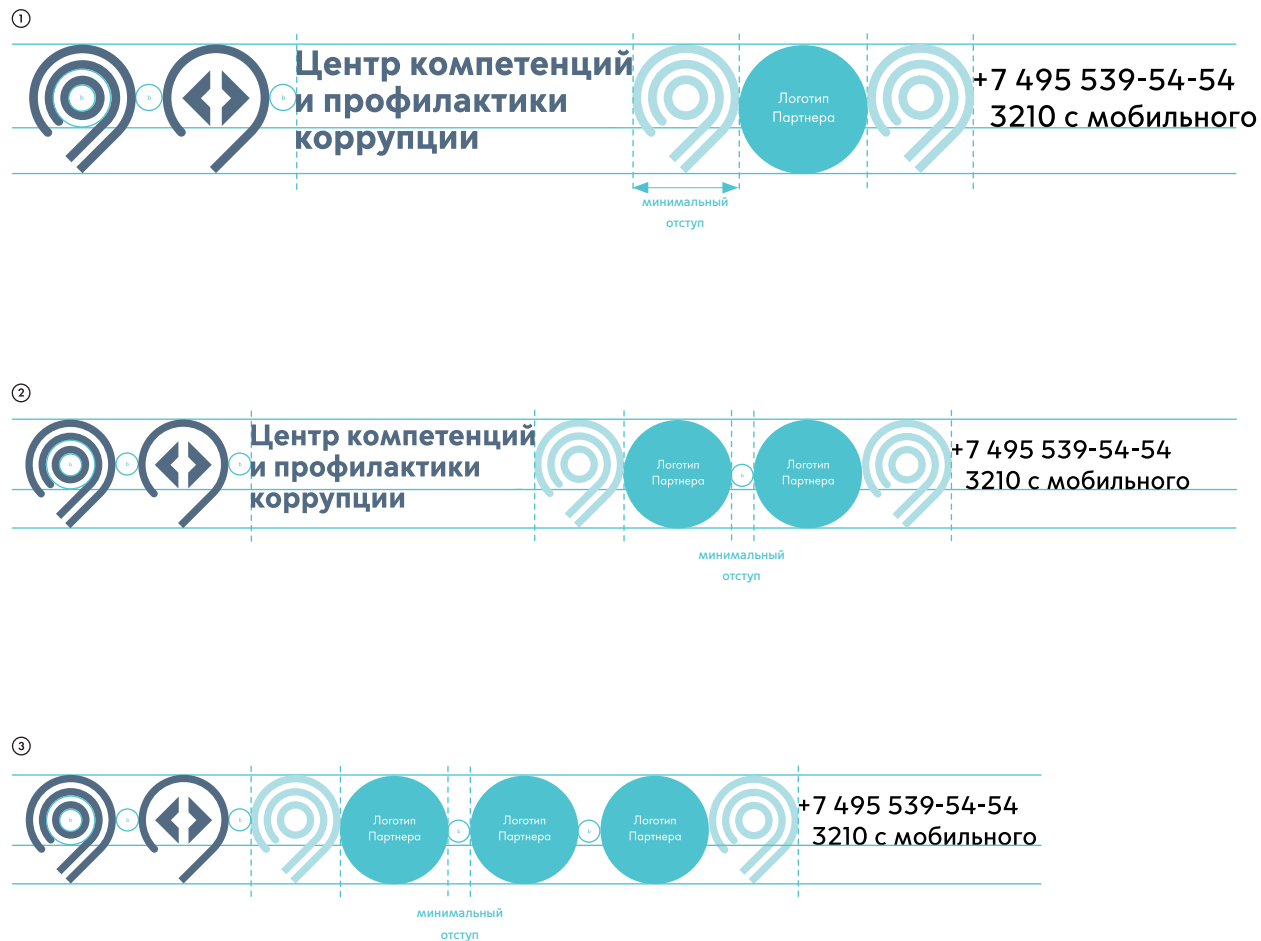 1
Центр компетенций
и профилактики
коррупции
Логотип
Партнера
+7 495 539-54-54
3210 с мобильного
минимальный
отступ
2
Центр компетенций
и профилактики
коррупции
Логотип
Партнера
Логотип
Партнера
+7 495 539-54-54
3210 с мобильного
минимальный
отступ
3
Логотип
Партнера
Логотип
Партнера
Логотип
Партнера
+7 495 539-54-54
3210 с мобильного
минимальный
отступ